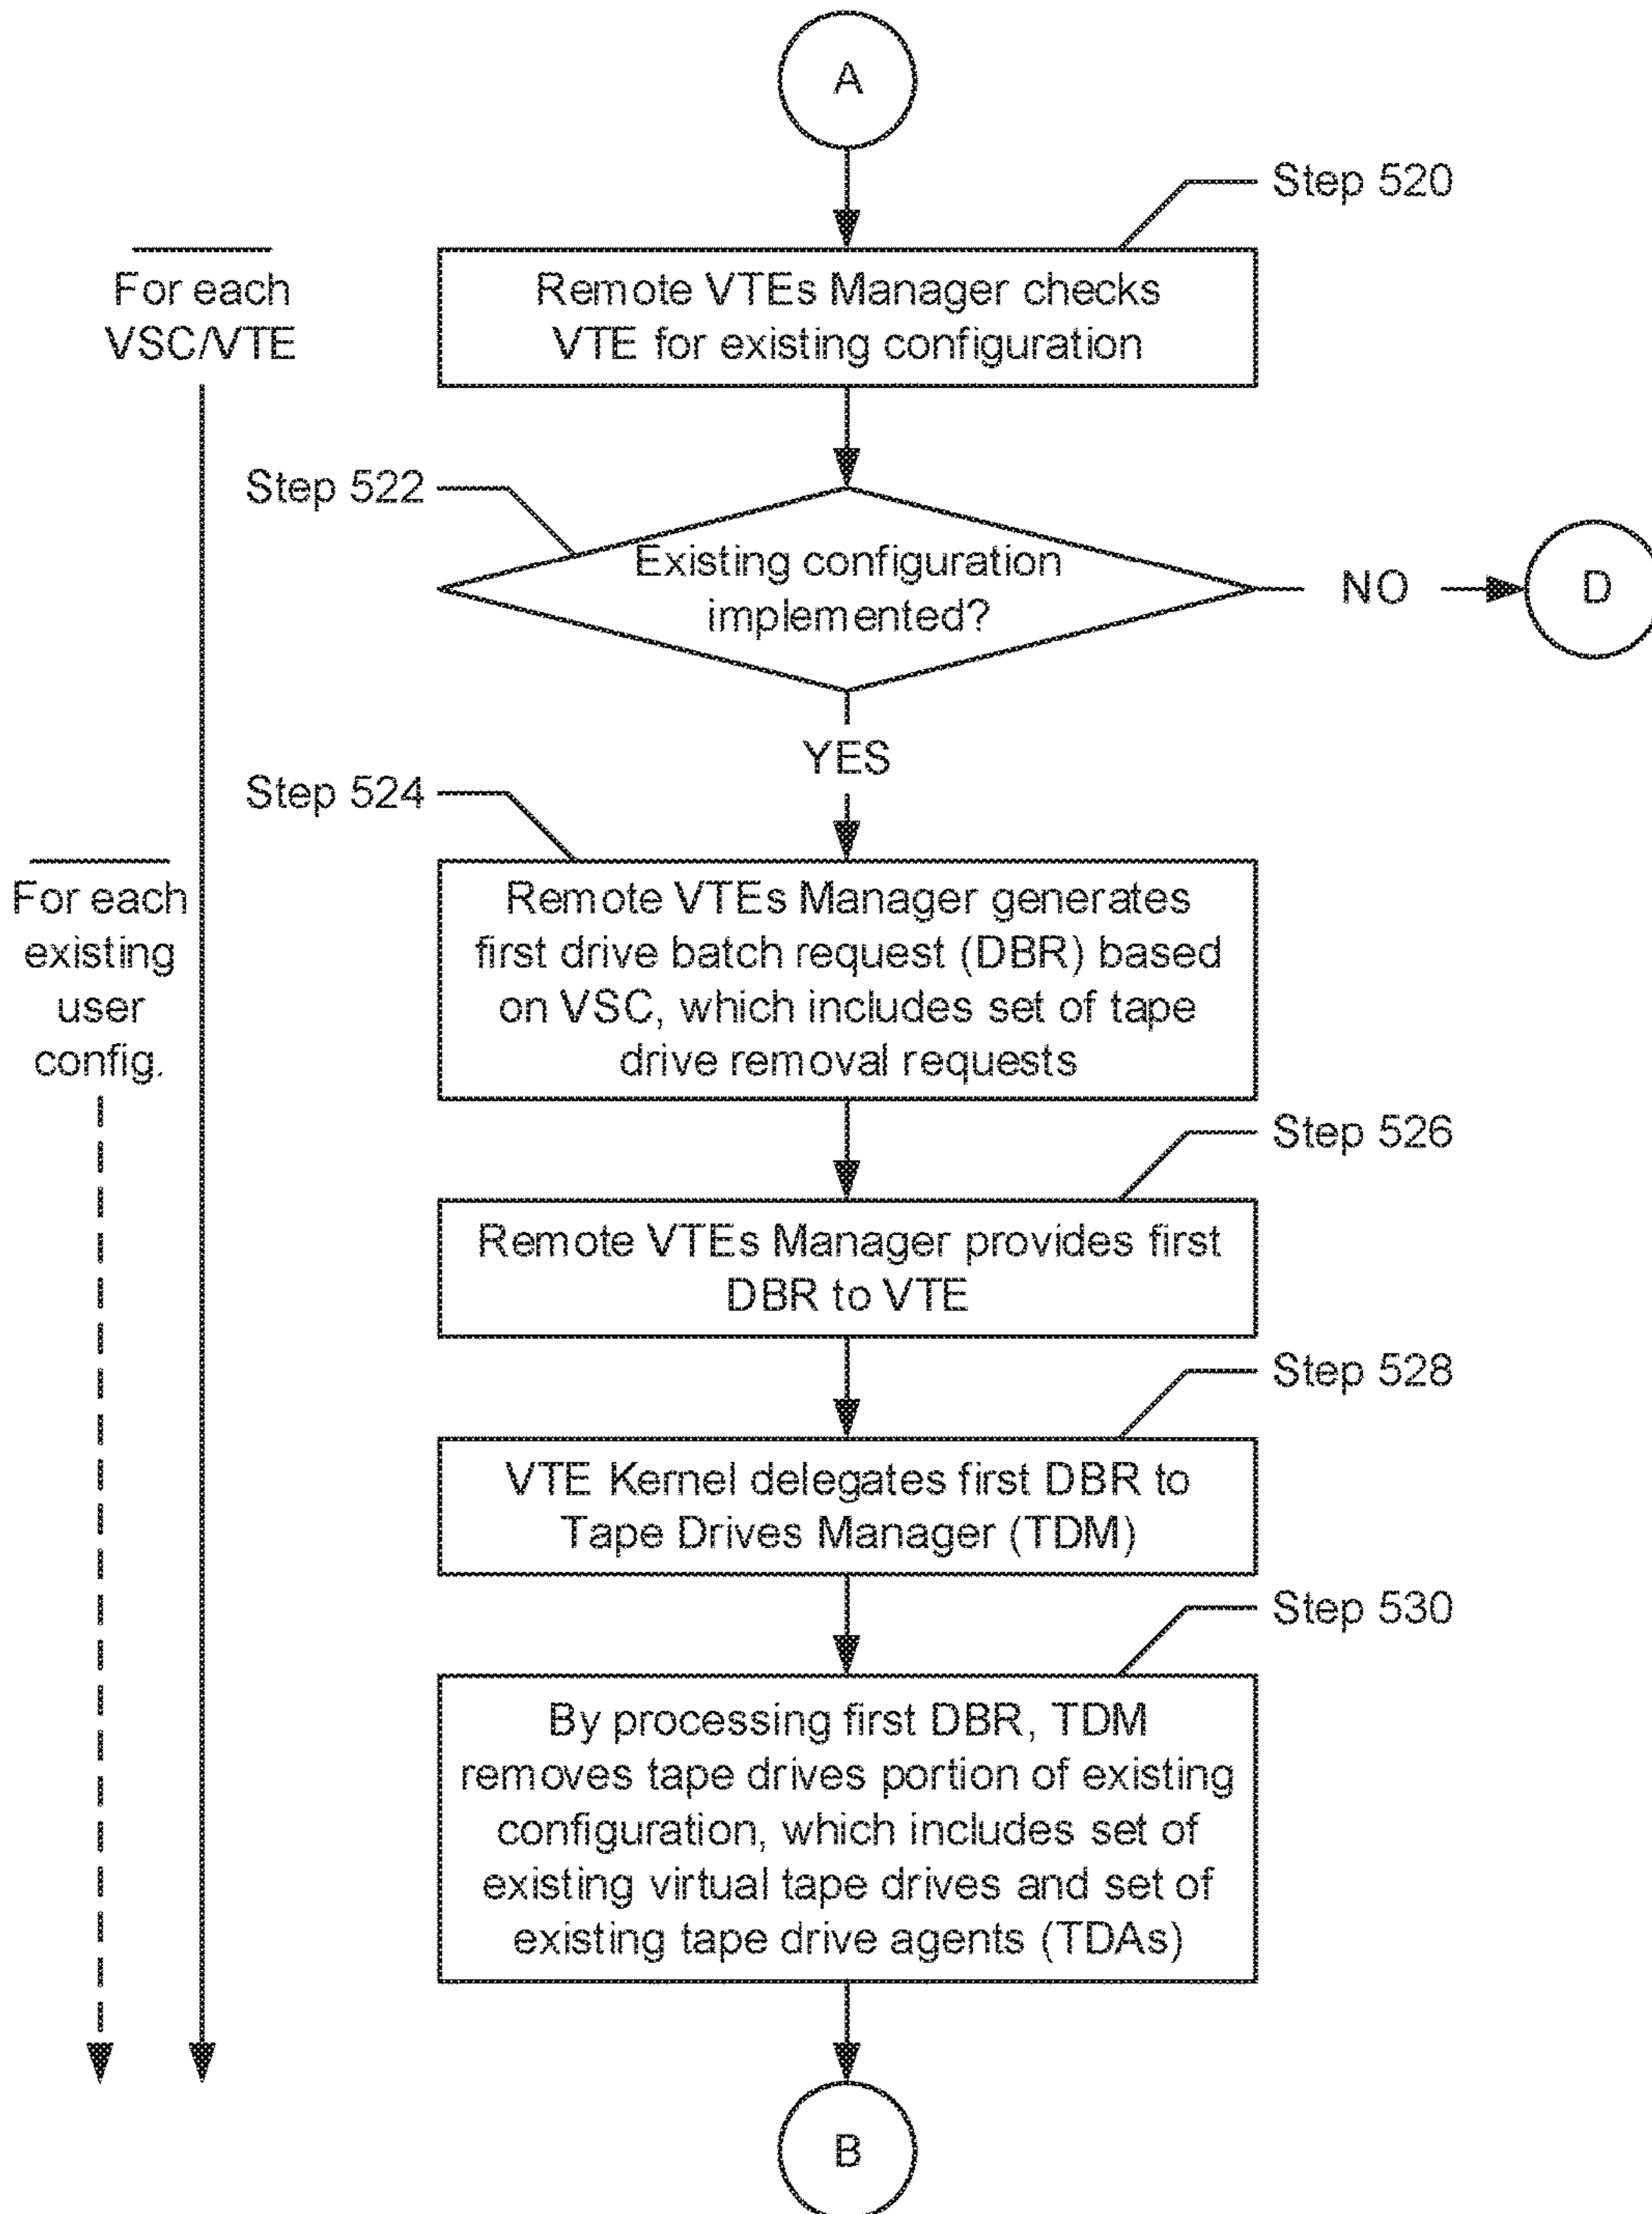 A
Step 520
For each
VSC/VTE
Remote VTEs Manager checks
VTE for existing configuration
Step 522
Existing configuration
implemented?
NO
D
YES
Step 524
For each
existing
user
config.
Remote VTEs Manager generates
first drive batch request (DBR) based
on VSC, which includes set of tape
drive removal requests
Step 526
Remote VTEs Manager provides first
DBR to VTE
Step 528
VTE Kernel delegates first DBR to
Tape Drives Manager (TDM)
Step 530
By processing first DBR, TDM
removes tape drives portion of existing
configuration, which includes set of
existing virtual tape drives and set of
existing tape drive agents (TDAs)
B